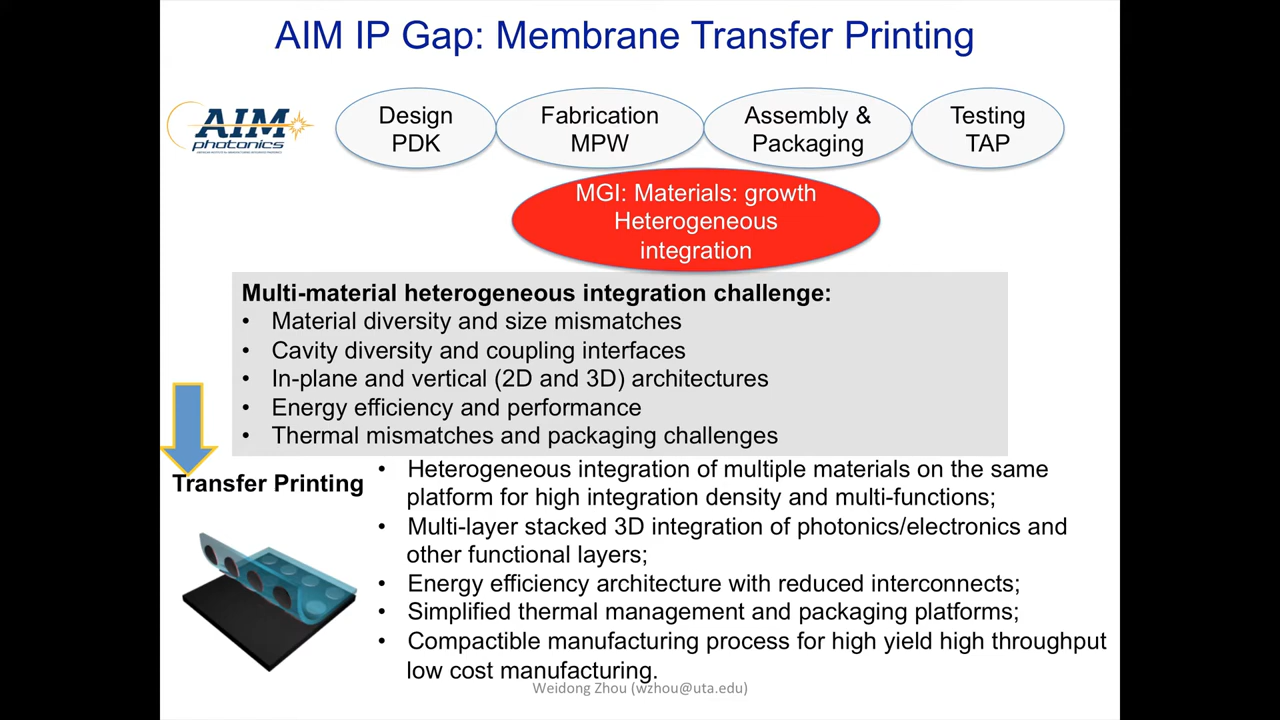 AIM IP Gap: Membrane Transfer Printing
AIM
photonics
Design
PDK
Fabrication
MPW
Assembly &
Packaging
Testing
TAP
MGI: Materials: growth
Heterogeneous
integration
Multi-material heterogeneous integration challenge:
• Material diversity and size mismatches
• Cavity diversity and coupling interfaces
• In-plane and vertical (2D and 3D) architectures
• Energy efficiency and performance
• Thermal mismatches and packaging challenges
Transfer Printing
• Heterogeneous integration of multiple materials on the same
platform for high integration density and multi-functions;
• Multi-layer stacked 3D integration of photonics/electronics and
other functional layers;
• Energy efficiency architecture with reduced interconnects;
• Simplified thermal management and packaging platforms;
• Compactible manufacturing process for high yield high throughput
low cost manufacturing.
Weidong Zhou (wzhou@uta.edu)